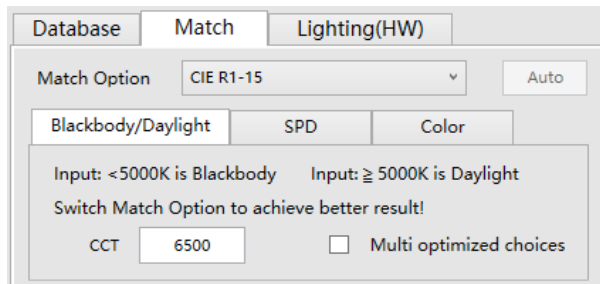 Database Match Lighting(HW)
Match Option CIE R1-15 Auto
Blackbody/Daylight SPD Color
Input: <5000K is Blackbody Input: ≧ 5000K is Daylight
Switch Match Option to achieve better result!
CCT 6500 Multi optimized choices